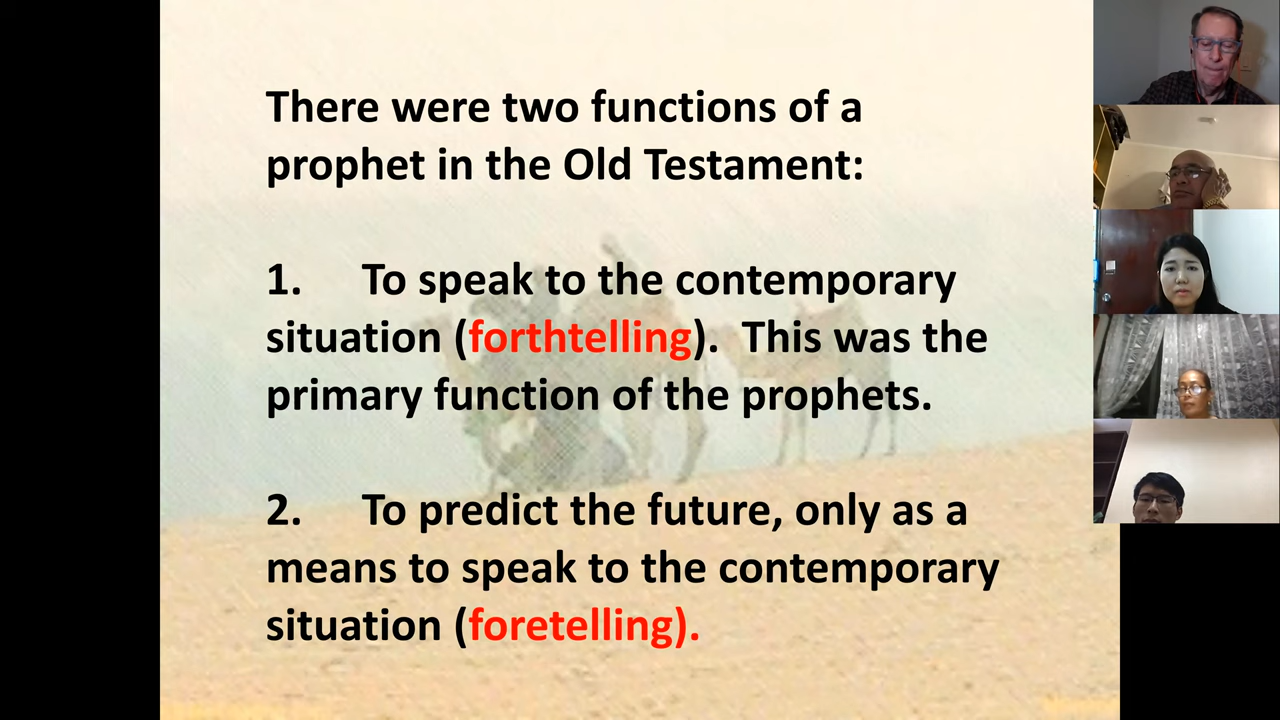 There were two functions of a
prophet in the Old Testament:
1. To speak to the contemporary
situation (forthtelling). This was the
primary function of the prophets.
2. To predict the future, only as a
means to speak to the contemporary
situation (foretelling).